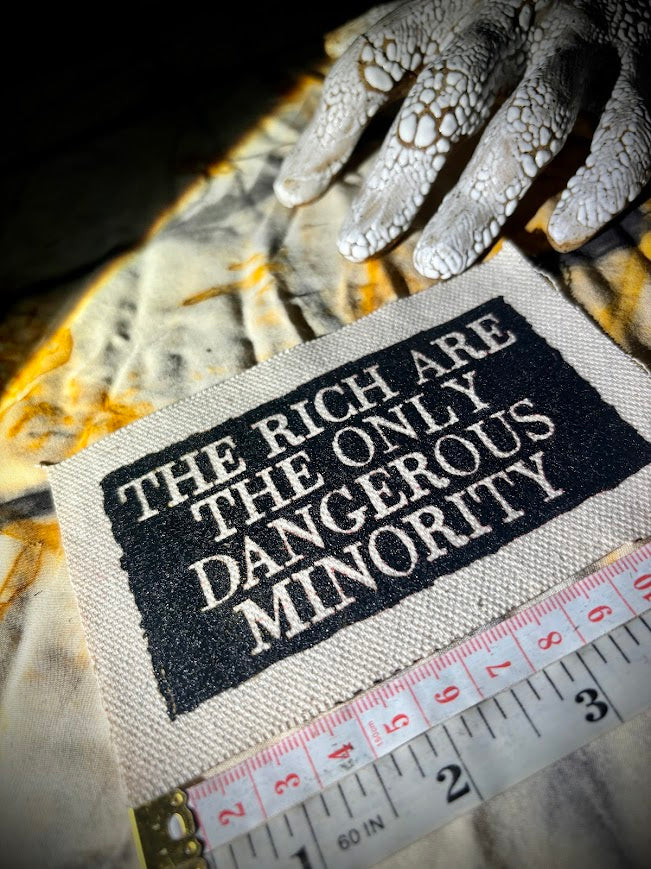 THE RICH ARE
THE ONLY
DANGEROUS
MINORITY
2 3 4 150cm 5 6 7 8 9 10
1 60 IN 2 3